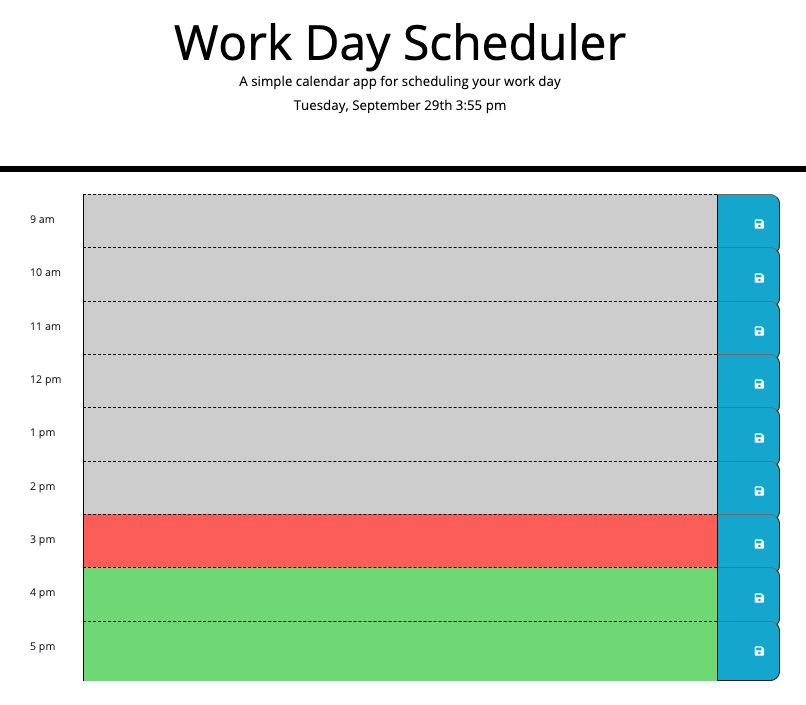 Work Day Scheduler
A simple calendar app for scheduling your work day
Tuesday, September 29th 3:55 pm
9 am
10 am
11 am
12 pm
1 pm
2 pm
3 pm
4 pm
5 pm